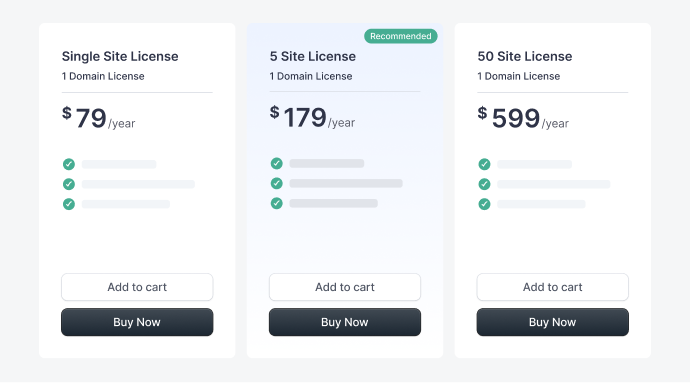 Single Site License
1 Domain License
$ 79/year
Add to cart
Buy Now
Recommended
5 Site License
1 Domain License
$ 179/year
Add to cart
Buy Now
50 Site License
1 Domain License
$ 599/year
Add to cart
Buy Now